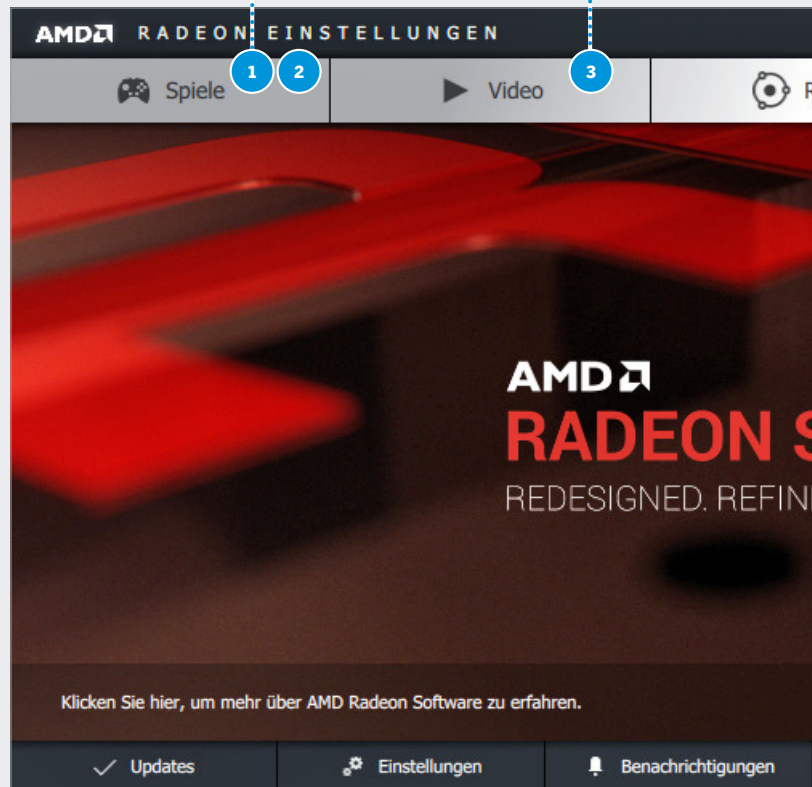 AMD RADEON EINSTELLUNGEN
1 2 3
Spiele Video
AMD
RADEON
REDESIGNED.
Klicken Sie hier, um mehr über AMD Radeon Software zu erfahren.
Updates Einstellungen Benachrichtigungen